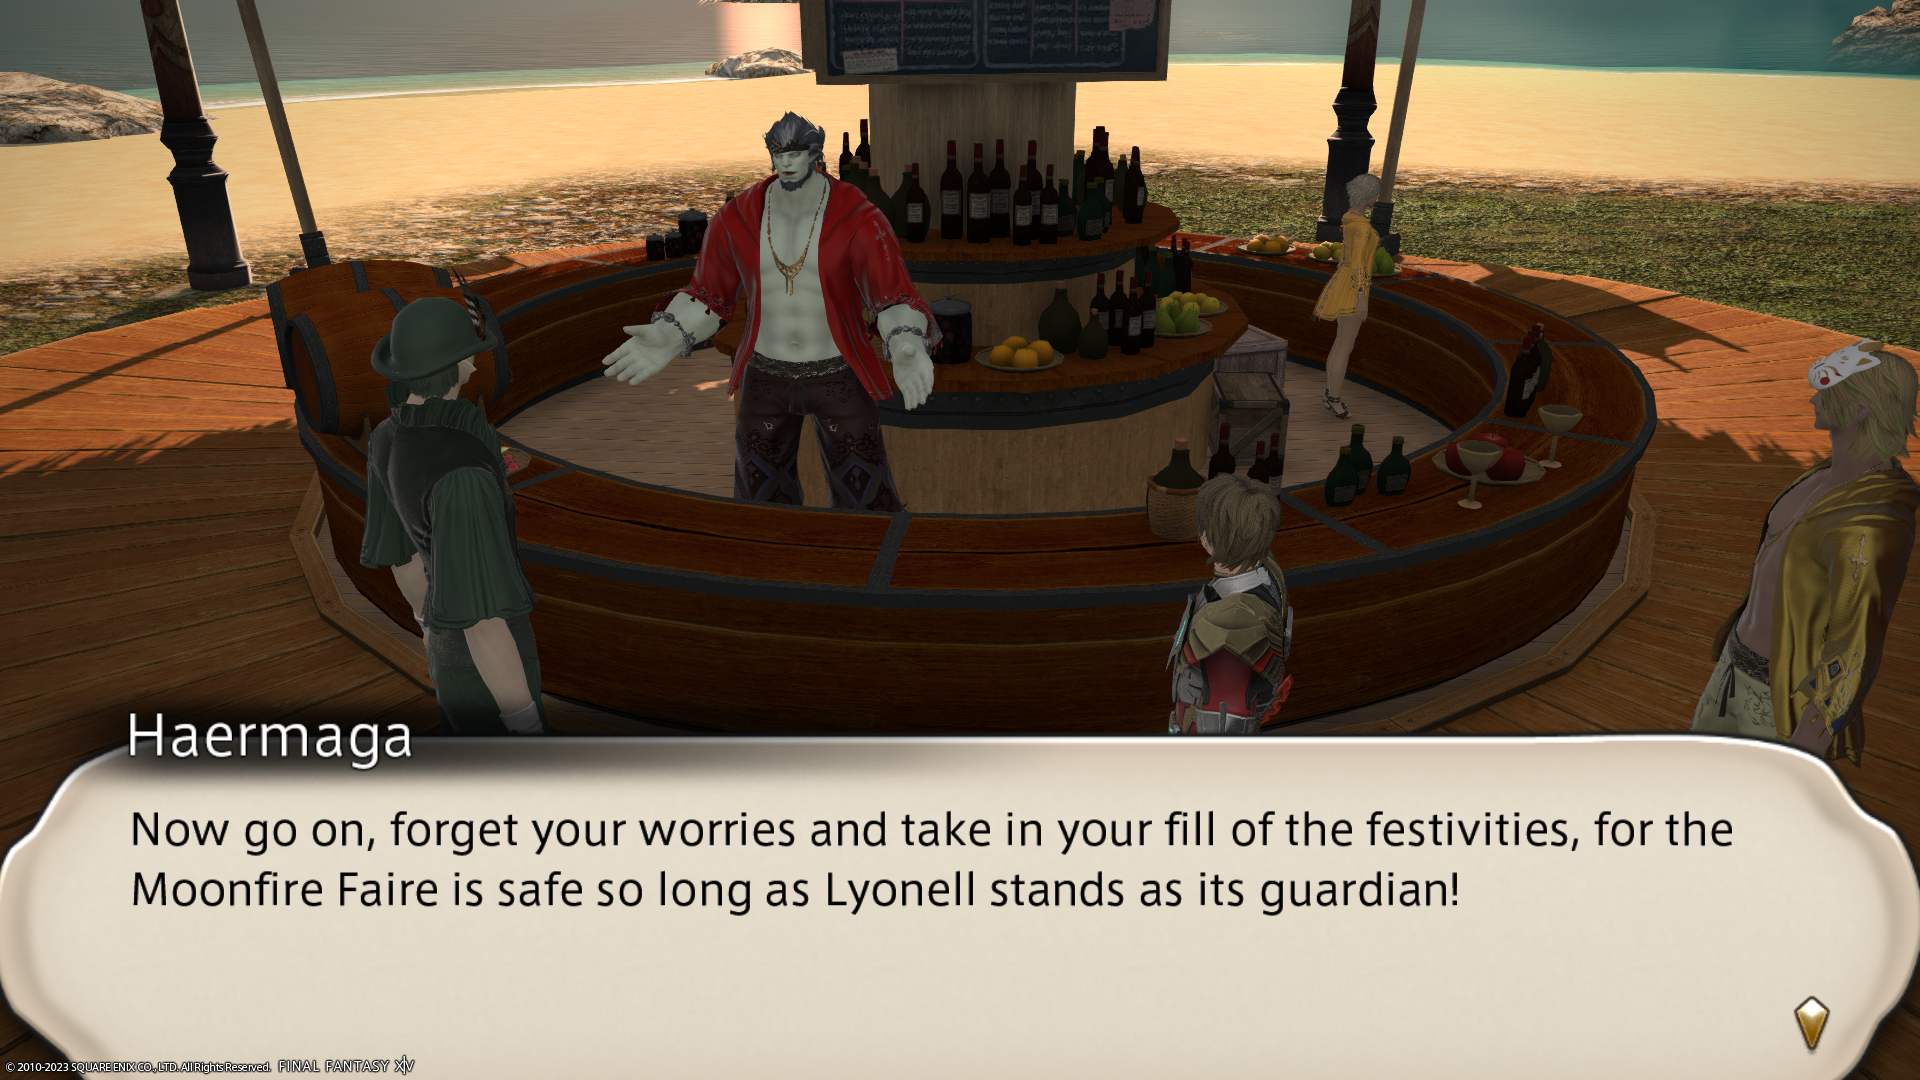 Haermaga
Now go on, forget your worries and take in your fill of the festivities, for the
Moonfire Faire is safe so long as Lyonell stands as its guardian!
© 2010-2023 SQUARE ENIX CO., LTD. All Rights Reserved. FINAL FANTASY XIV